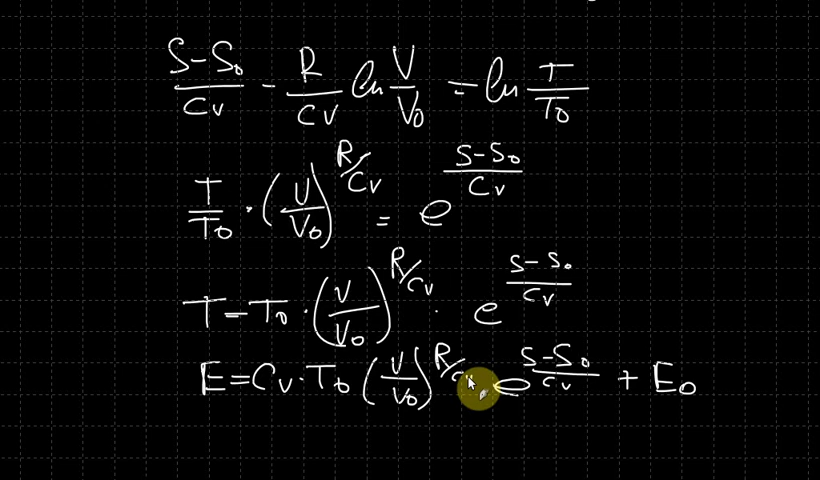 (S-S₀)/Cv - R/Cv ln V/V₀ = ln T/T₀
T/T₀ · (V/V₀)^(R/Cv) = e^((S-S₀)/Cv)
T = T₀ · (V/V₀)^(R/Cv) · e^((S-S₀)/Cv)
E = Cv · T₀ (V/V₀)^(R/Cv) · e^((S-S₀)/Cv) + E₀